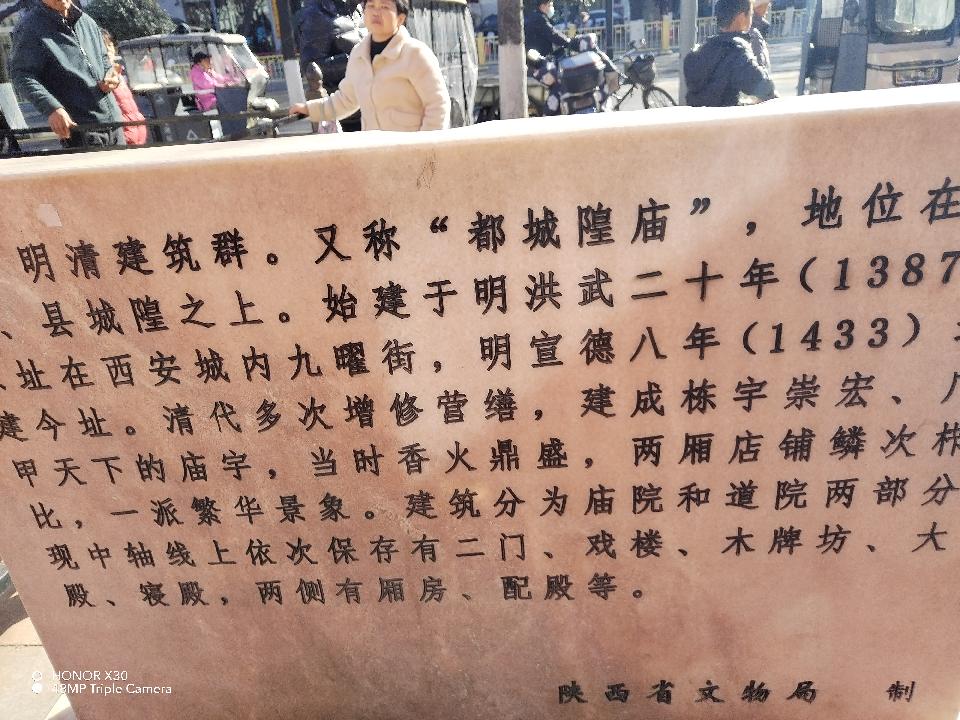 明清建筑群。又称“都城隍庙”，地位在
、县城隍之上。始建于明洪武二十年(1387
址在西安城内九曜街，明宣德八年(1433)
建今址。清代多次增修营缮，建成栋宇崇宏、
甲天下的庙宇，当时香火鼎盛，两厢店铺鳞次栉
比，一派繁华景象。建筑分为庙院和道院两部分
现中轴线上依次保存有二门、戏楼、木牌坊、大
殿、寝殿，两侧有厢房、配殿等。
陕西省文物局 制
HONOR X30
48MP Triple Camera